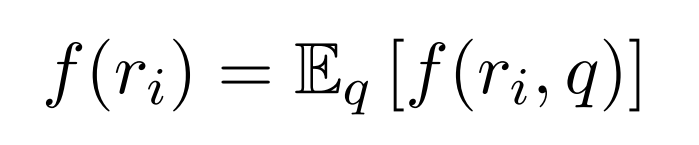 f(r_i) = 𝔼_q [f(r_i, q)]